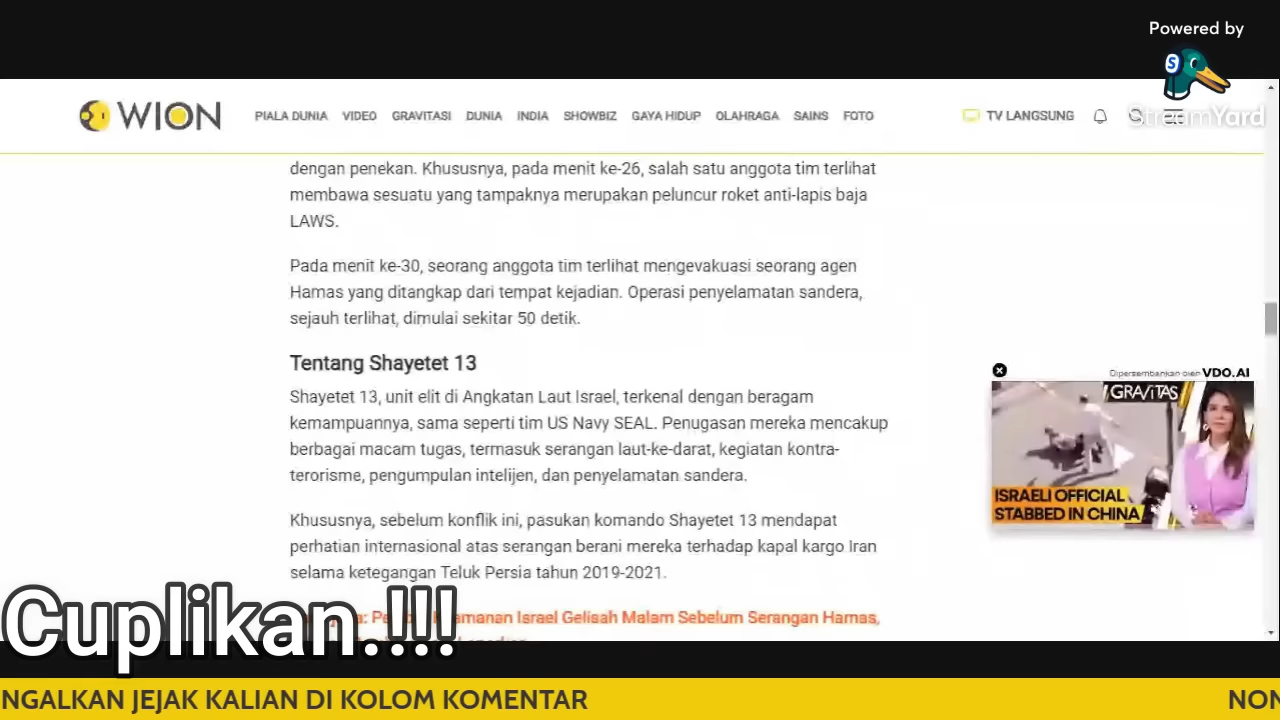 Powered by
StreamYard
WION
PIALA DUNIA VIDEO GRAVITASI DUNIA INDIA SHOWBIZ GAYA HIDUP OLAHRAGA SAINS FOTO
TV LANGSUNG
dengan penekan. Khususnya, pada menit ke-26, salah satu anggota tim terlihat
membawa sesuatu yang tampaknya merupakan peluncur roket anti-lapis baja
LAWS.
Pada menit ke-30, seorang anggota tim terlihat mengevakuasi seorang agen
Hamas yang ditangkap dari tempat kejadian. Operasi penyelamatan sandera,
sejauh terlihat, dimulai sekitar 50 detik.
Tentang Shayetet 13
Shayetet 13, unit elit di Angkatan Laut Israel, terkenal dengan beragam
kemampuannya, sama seperti tim US Navy SEAL. Penugasan mereka mencakup
berbagai macam tugas, termasuk serangan laut-ke-darat, kegiatan kontra-
terorisme, pengumpulan intelijen, dan penyelamatan sandera.
Khususnya, sebelum konflik ini, pasukan komando Shayetet 13 mendapat
perhatian internasional atas serangan berani mereka terhadap kapal kargo Iran
selama ketegangan Teluk Persia tahun 2019-2021.
Israel Gelisah Malam Sebelum Serangan Hamas,
Dipersembahkan oleh VDO.AI
GRAVITAS
ISRAELI OFFICIAL
STABBED IN CHINA
Cuplikan.!!!
NGALKAN JEJAK KALIAN DI KOLOM KOMENTAR
NON